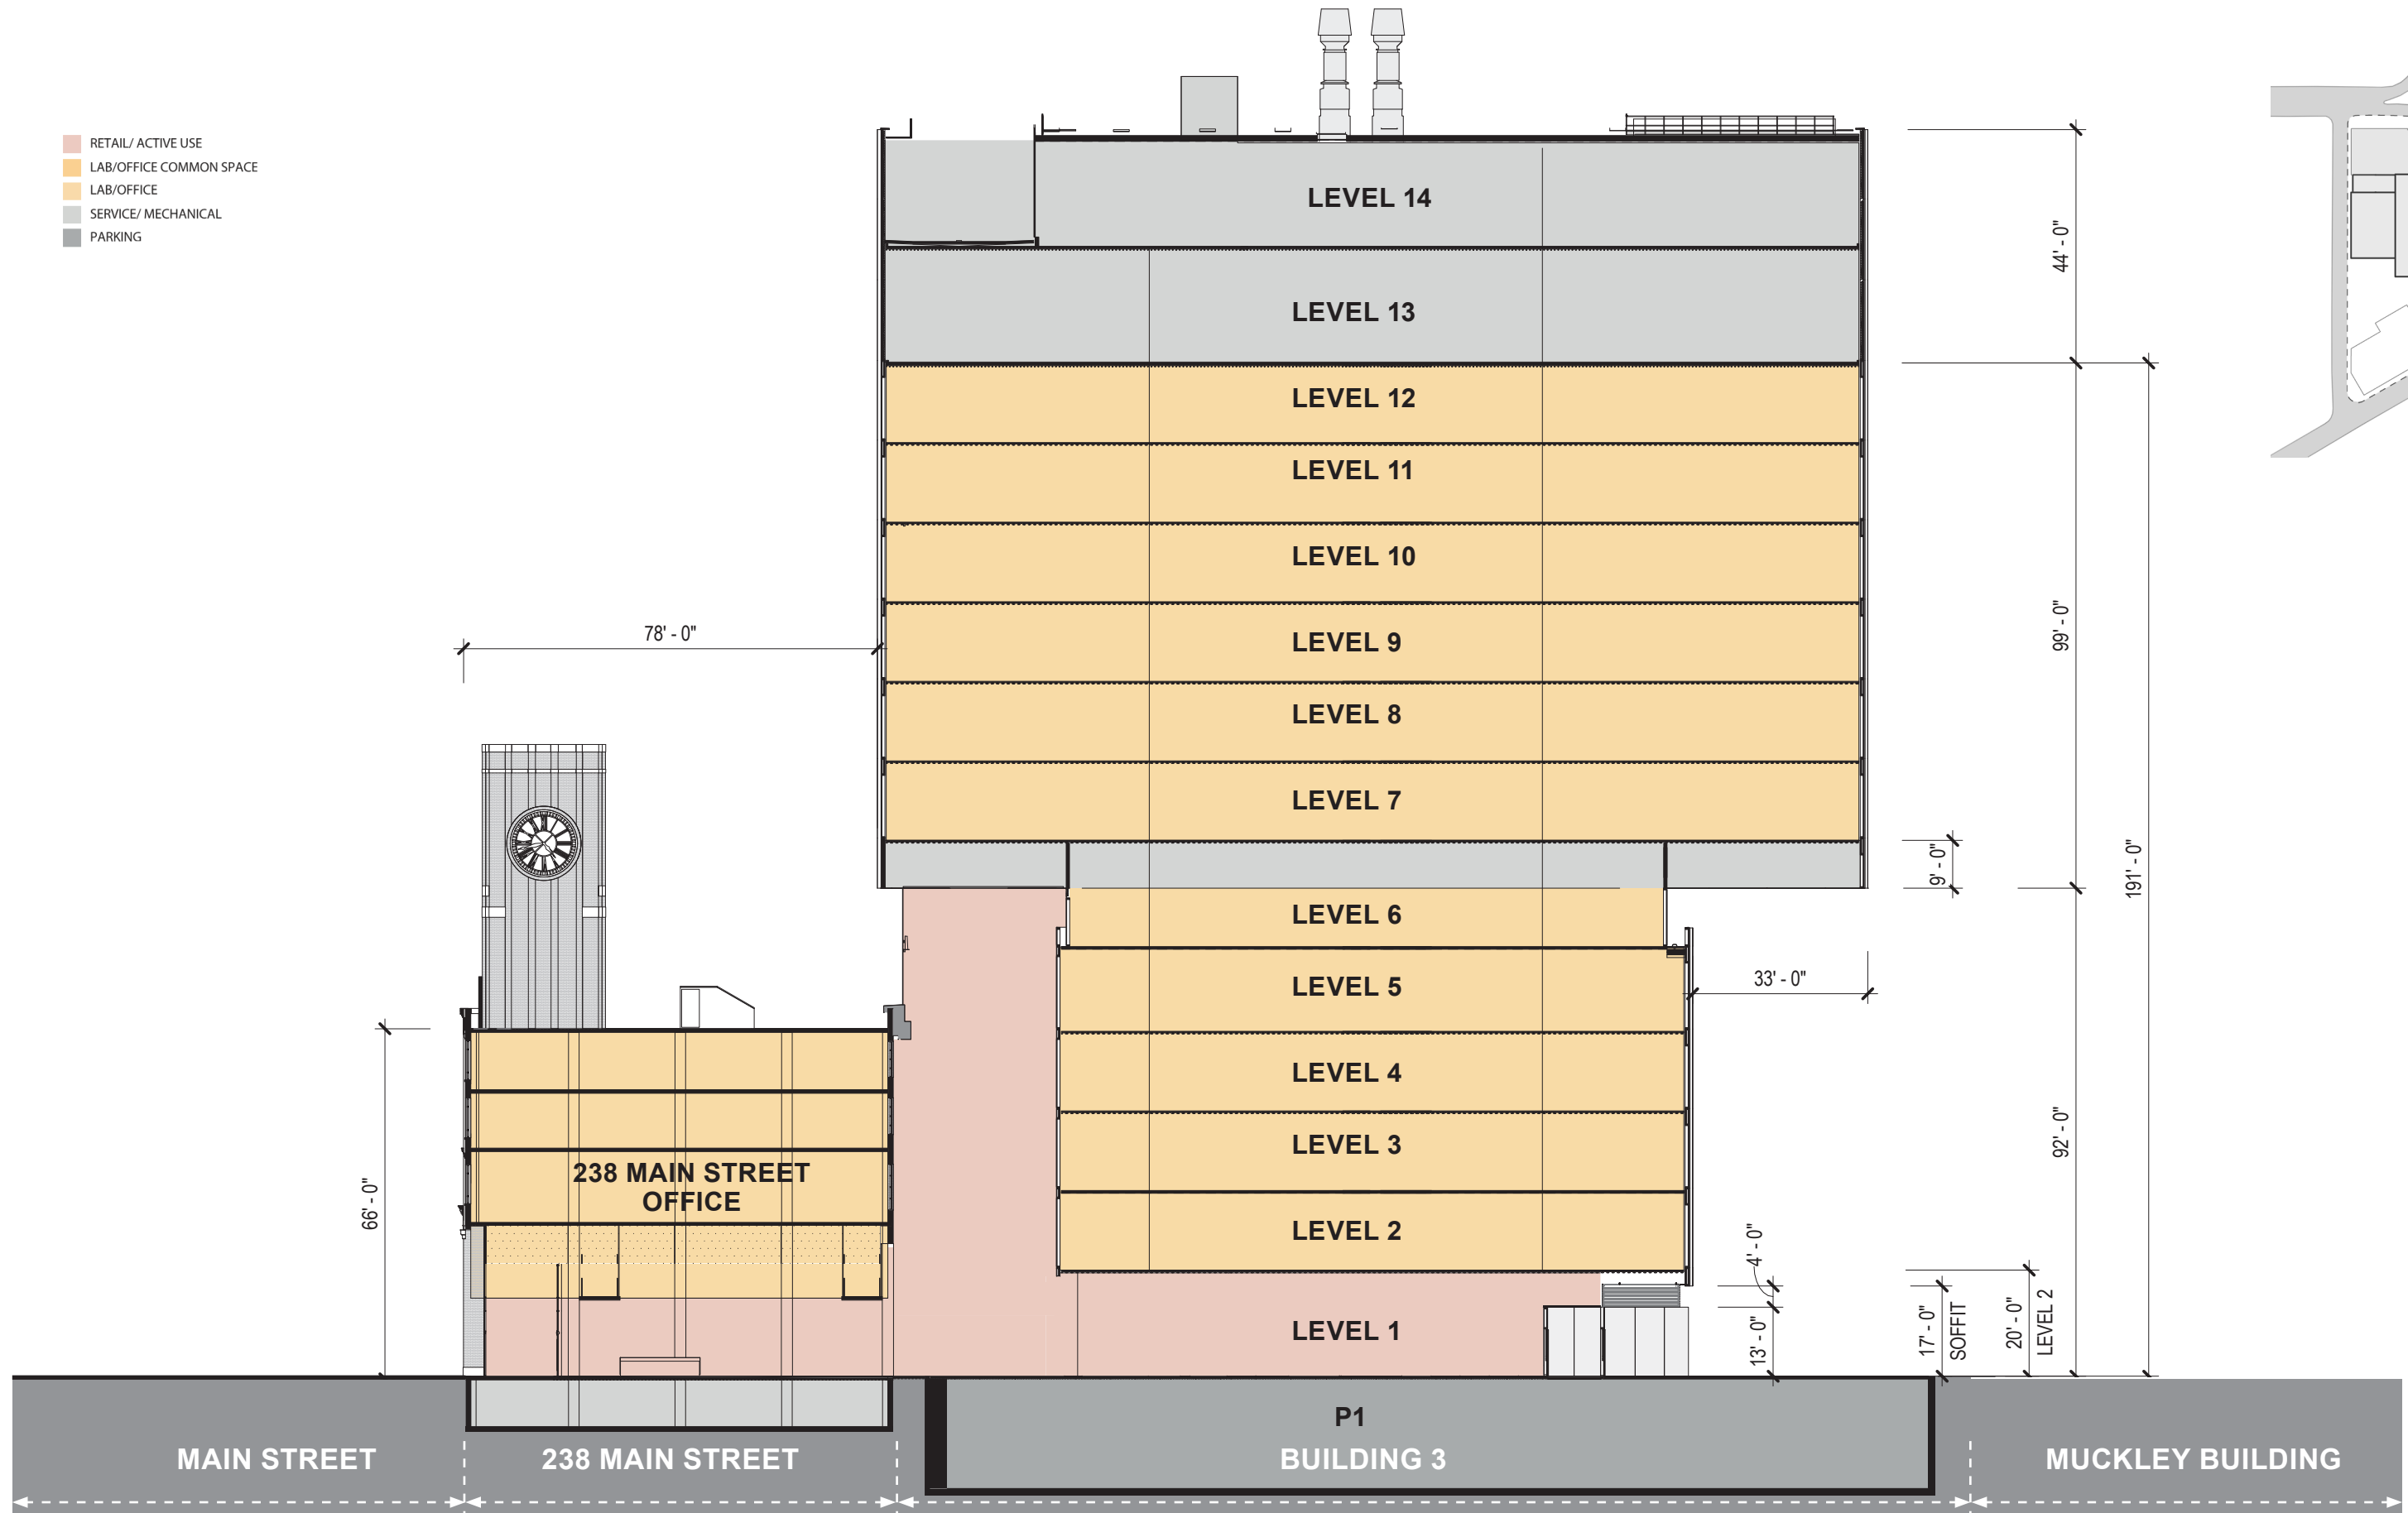 RETAIL/ ACTIVE USE
LAB/OFFICE COMMON SPACE
LAB/OFFICE
SERVICE/ MECHANICAL
PARKING
LEVEL 14
LEVEL 13
LEVEL 12
LEVEL 11
LEVEL 10
LEVEL 9
LEVEL 8
LEVEL 7
LEVEL 6
LEVEL 5
LEVEL 4
LEVEL 3
LEVEL 2
LEVEL 1
78' - 0"
66' - 0"
238 MAIN STREET
OFFICE
44' - 0"
99' - 0"
9' - 0"
191' - 0"
33' - 0"
92' - 0"
4' - 0"
13' - 0"
17' - 0"
SOFFIT
20' - 0"
LEVEL 2
P1
MAIN STREET
238 MAIN STREET
BUILDING 3
MUCKLEY BUILDING